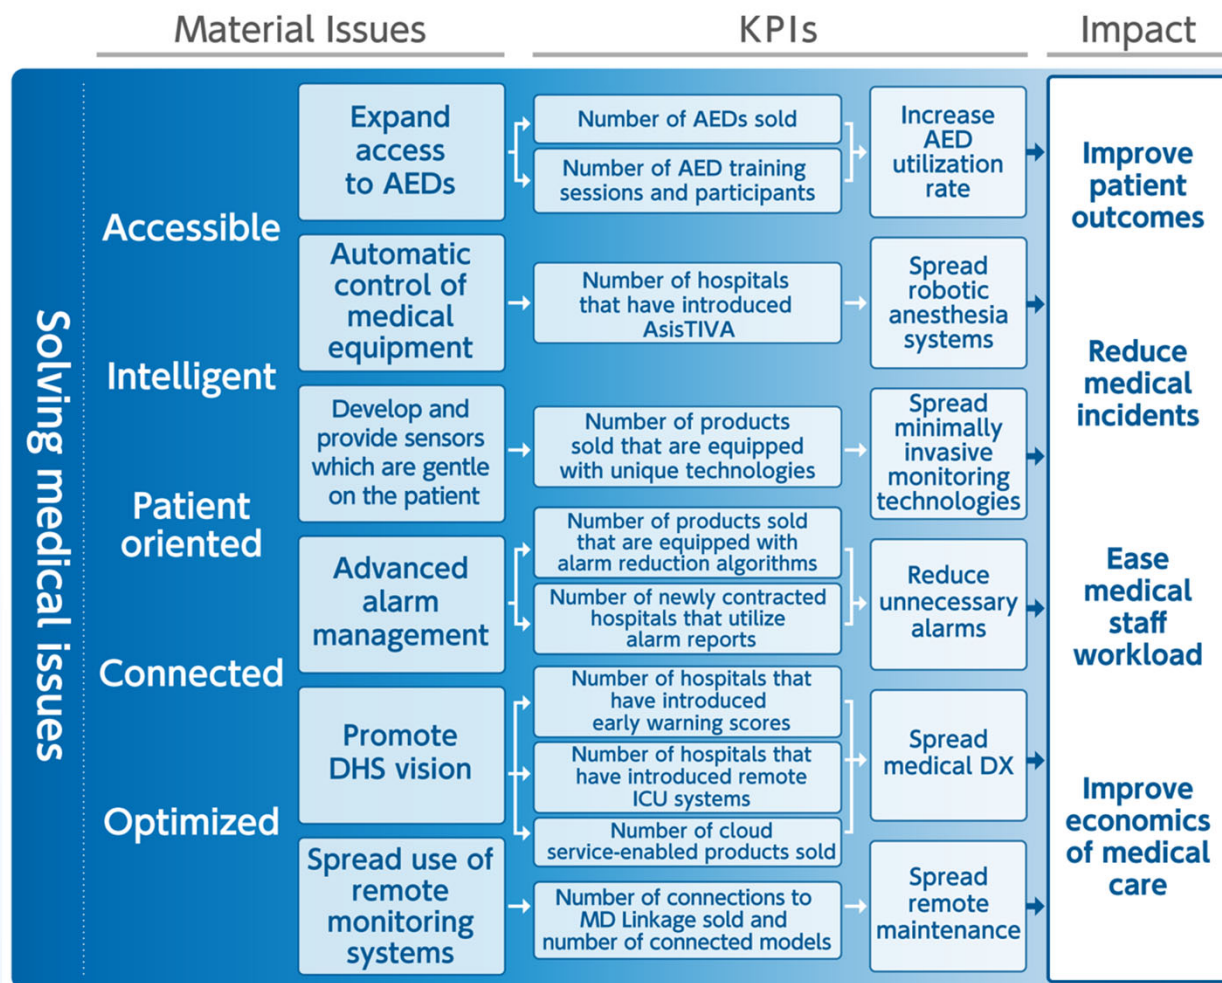 Material Issues
KPIs
Impact
Solving medical issues
Accessible
Intelligent
Patient
oriented
Connected
Optimized
Expand
access
to AEDs
Number of AEDs sold
Number of AED training
sessions and participants
Increase
AED
utilization
rate
Automatic
control of
medical
equipment
Number of hospitals
that have introduced
AsisTIVA
Spread
robotic
anesthesia
systems
Develop and
provide sensors
which are gentle
on the patient
Number of products
sold that are equipped
with unique technologies
Spread
minimally
invasive
monitoring
technologies
Advanced
alarm
management
Number of products sold
that are equipped with
alarm reduction algorithms
Number of newly contracted
hospitals that utilize
alarm reports
Reduce
unnecessary
alarms
Promote
DHS vision
Number of hospitals that
have introduced
early warning scores
Number of hospitals that
have introduced remote
ICU systems
Number of cloud
service-enabled products sold
Spread
medical DX
Spread use of
remote
monitoring
systems
Number of connections to
MD Linkage sold and
number of connected models
Spread
remote
maintenance
Improve
patient
outcomes
Reduce
medical
incidents
Ease
medical
staff
workload
Improve
economics
of medical
care